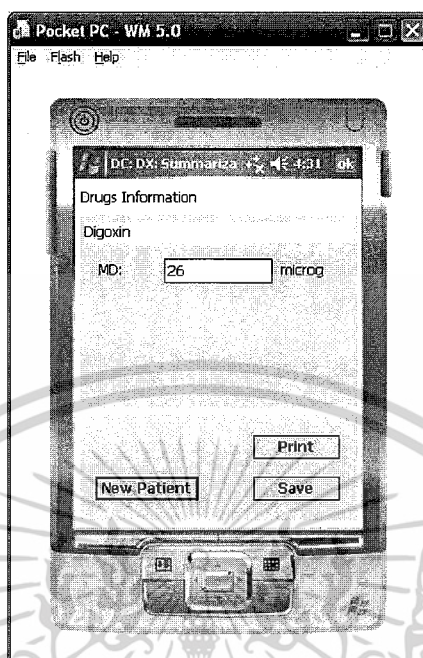 Pocket PC - WM 5.0
File Flash Help
DC: DX: Summariza 4:31 ok
Drugs Information
Digoxin
MD: 26 microg
Print
New Patient Save